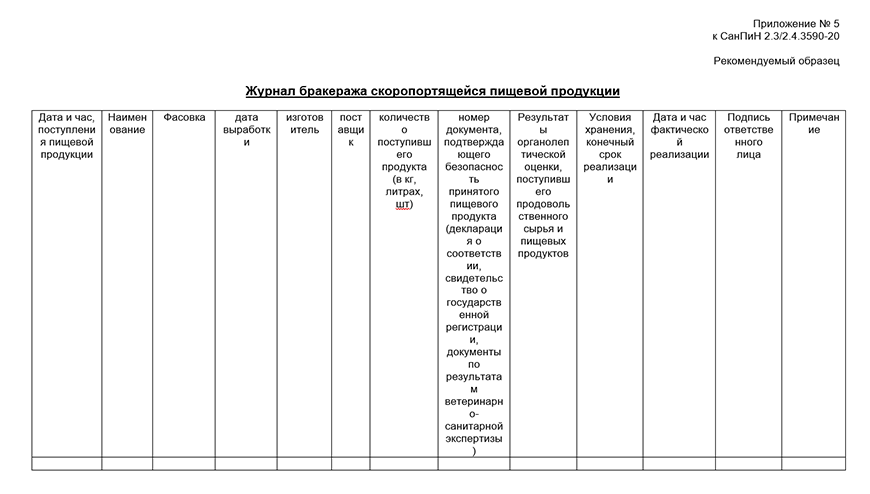 Приложение № 5
к СанПиН 2.3/2.4.3590-20
Рекомендуемый образец
Журнал бракеража скоропортящейся пищевой продукции
Дата и час,
поступлени
я пищевой
продукции
Наимен
ование
Фасовка
дата
выработк
и
изготов
итель
пост
авщи
к
количеств
о
поступивш
его
продукта
(в кг,
литрах,
шт)
номер
документа,
подтвержда
ющего
безопаснос
ть
принятого
пищевого
продукта
(деклараци
я о
соответств
ии,
свидетельс
тво о
государств
енной
регистраци
и,
документы
по
результата
м
ветеринарн
о-
санитарной
экспертизы
)
Результат
ы
органолеп
тической
оценки,
поступивш
его
продоволь
ственного
сырья и
пищевых
продуктов
Условия
хранения,
конечный
срок
реализаци
и
Дата и час
фактическо
й
реализации
Подпись
ответстве
нного
лица
Примечан
ие